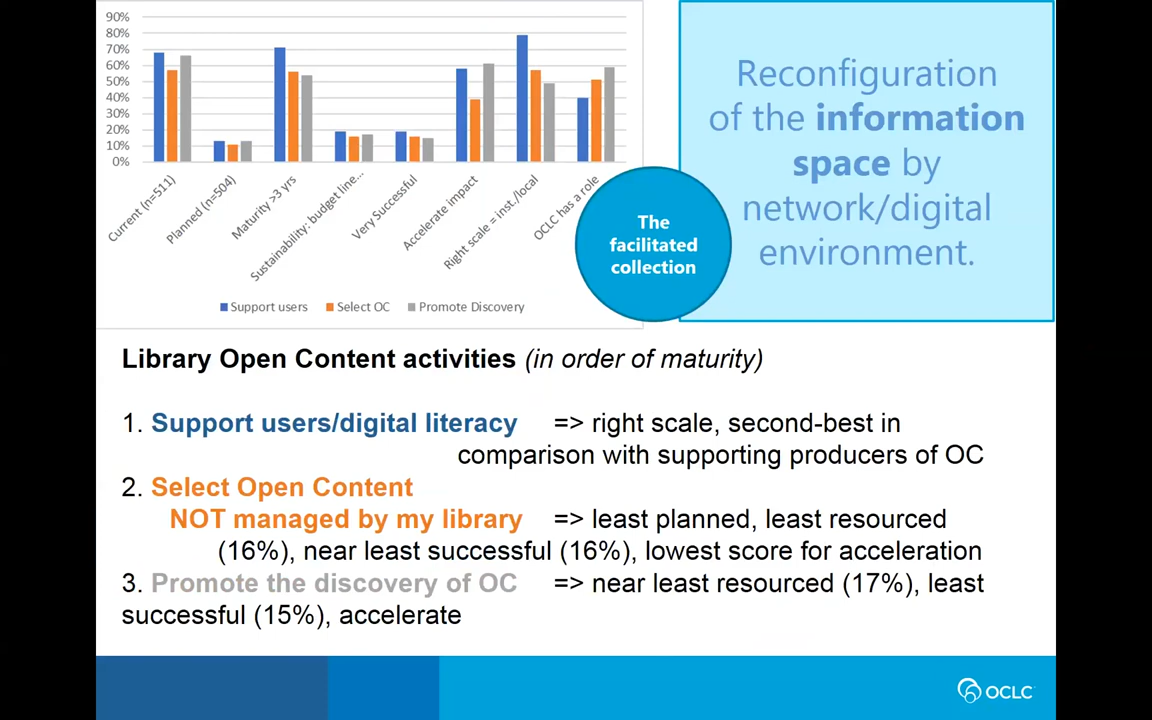 90%
80%
70%
60%
50%
40%
30%
20%
10%
0%
Current (n=511)
Planned (n=504)
Maturity >3 yrs
Sustainability: budget line...
Very Successful
Accelerate impact
Right scale = inst./local
OCLC has a role
Support users
Select OC
Promote Discovery
Reconfiguration
of the information
space by
network/digital
environment.
The
facilitated
collection
Library Open Content activities (in order of maturity)
1. Support users/digital literacy => right scale, second-best in
comparison with supporting producers of OC
2. Select Open Content
NOT managed by my library => least planned, least resourced
(16%), near least successful (16%), lowest score for acceleration
3. Promote the discovery of OC => near least resourced (17%), least
successful (15%), accelerate
OCLC